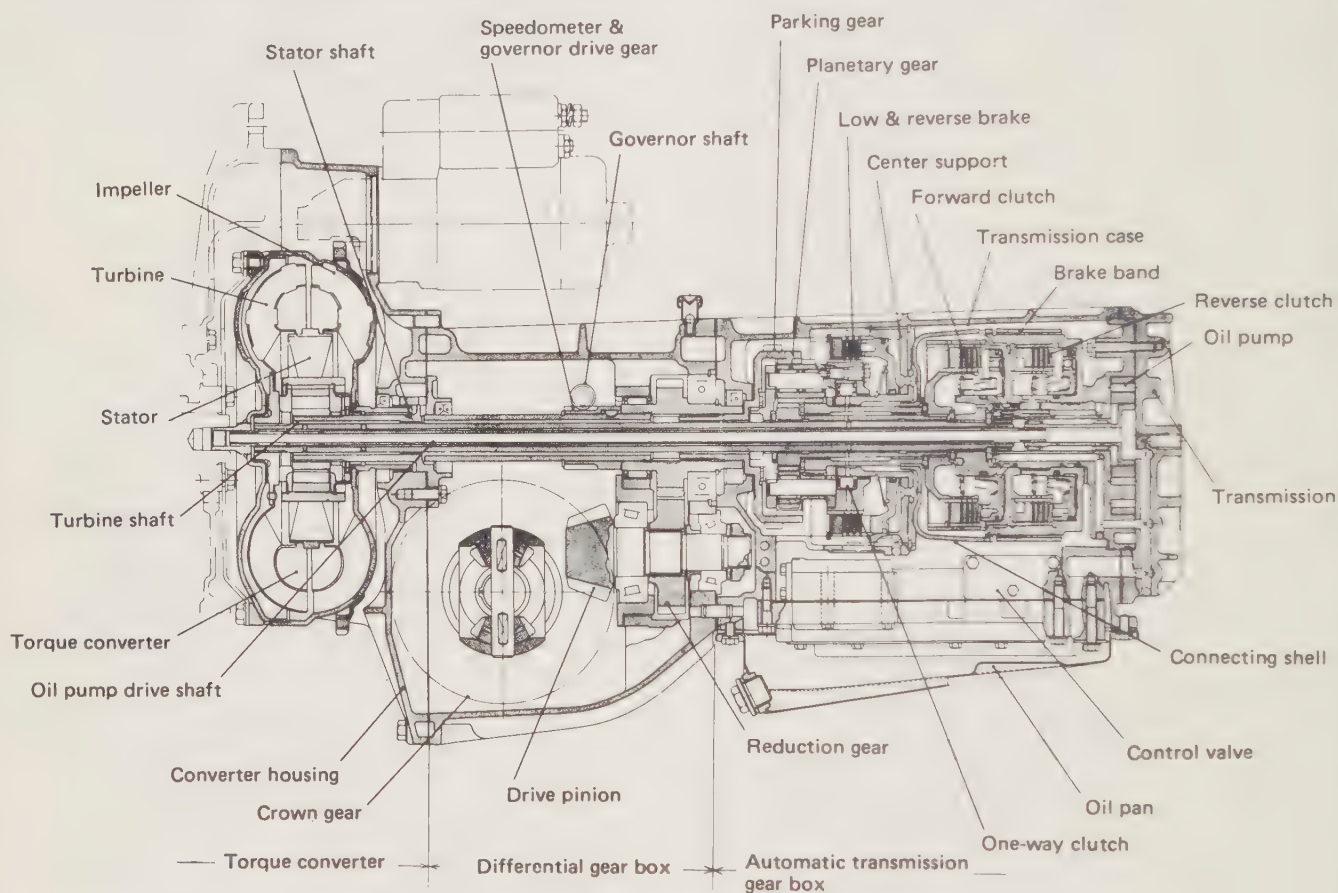 Parking gear
Speedometer &
governor drive gear
Stator shaft
Planetary gear
Low & reverse brake
Governor shaft
Center support
Impeller
Forward clutch
Transmission case
Turbine
Brake band
Reverse clutch
Oil pump
Stator
Transmission
Turbine shaft
Torque converter
Connecting shell
Oil pump drive shaft
Reduction gear
Control valve
Converter housing
Drive pinion
Crown gear
Oil pan
One-way clutch
Torque converter
Differential gear box
Automatic transmission
gear box